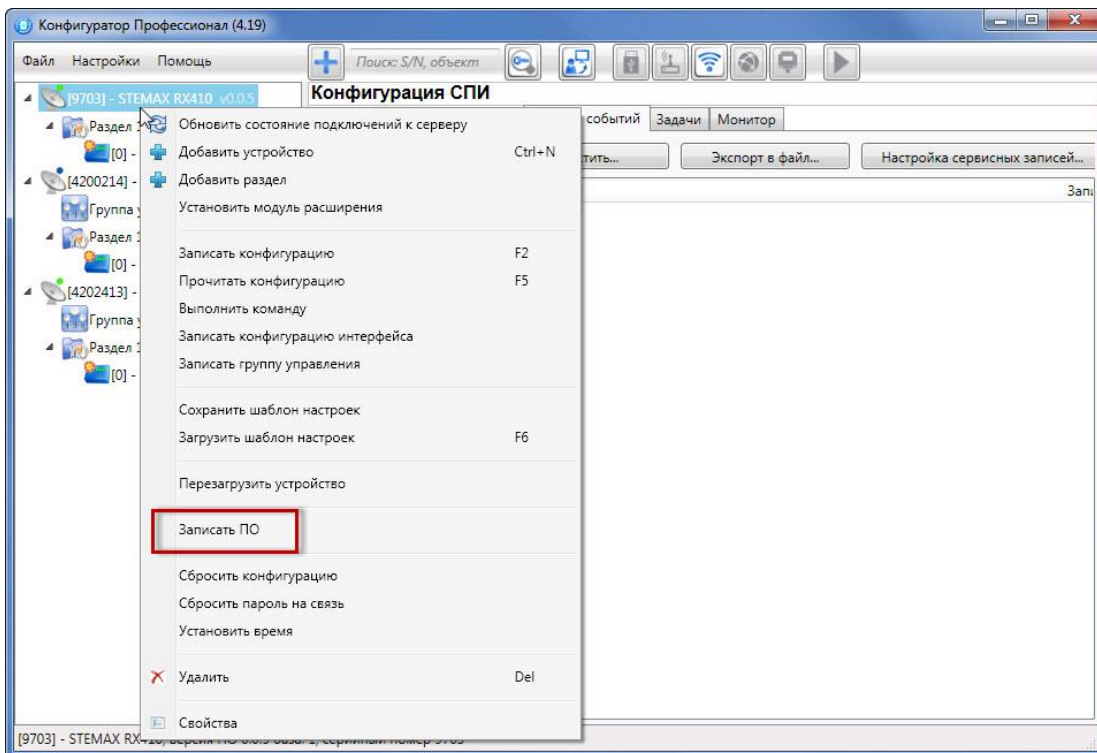 Конфигуратор Профессионал (4.19)
Файл Настройки Помощь
Поиск: S/N, объект
[9703] - STEMAX RX410 v0.0.5
Конфигурация СПИ
событий Задачи Монитор
Экспорт в файл... Настройка сервисных записей...
Раздел 1
[0] -
[4200214] -
Группа
Раздел 1
[0] -
[4202413] -
Группа
Раздел 1
[0] -
Обновить состояние подключений к серверу
Добавить устройство Ctrl+N
Добавить раздел
Установить модуль расширения
Записать конфигурацию F2
Прочитать конфигурацию F5
Выполнить команду
Записать конфигурацию интерфейса
Записать группу управления
Сохранить шаблон настроек
Загрузить шаблон настроек F6
Перезагрузить устройство
Записать ПО
Сбросить конфигурацию
Сбросить пароль на связь
Установить время
Удалить Del
Свойства
[9703] - STEMAX